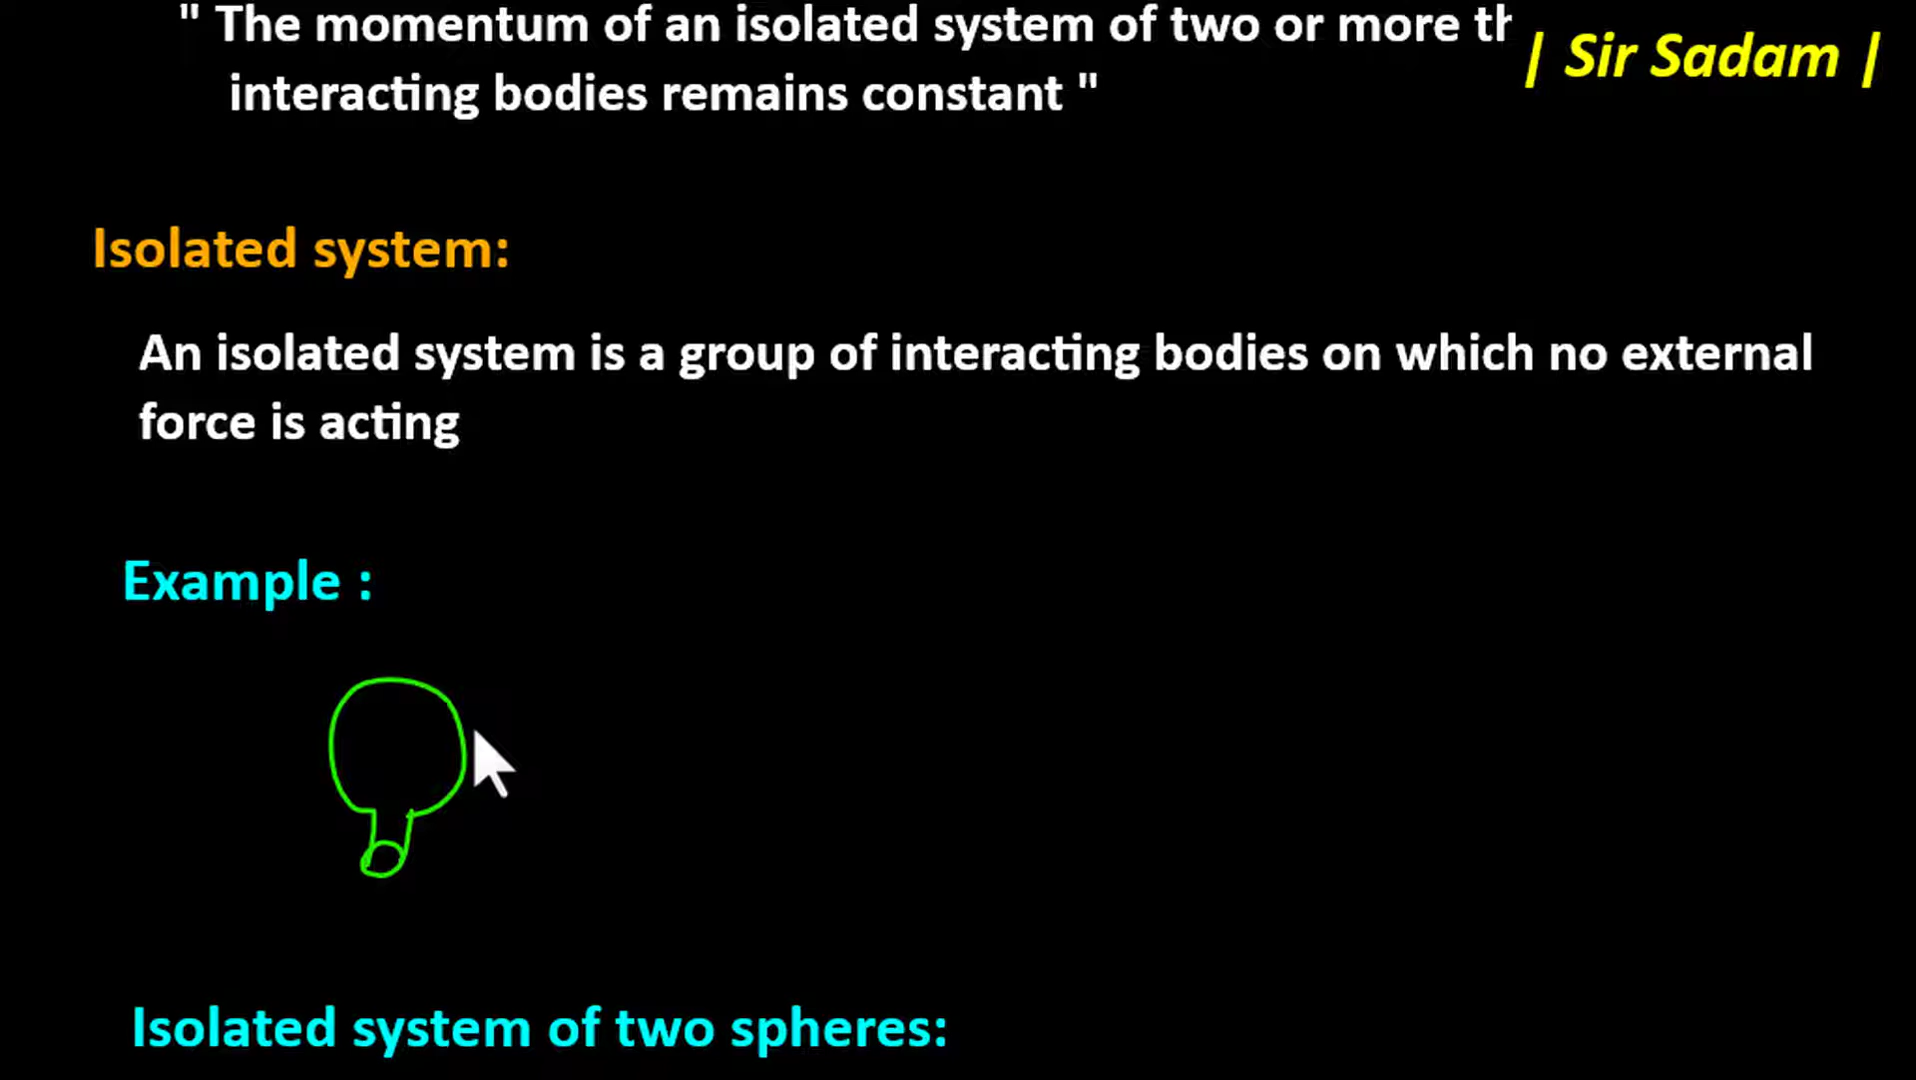 " The momentum of an isolated system of two or more
| Sir Sadam |
interacting bodies remains constant "
Isolated system:
An isolated system is a group of interacting bodies on which no external
force is acting
Example :
Isolated system of two spheres: